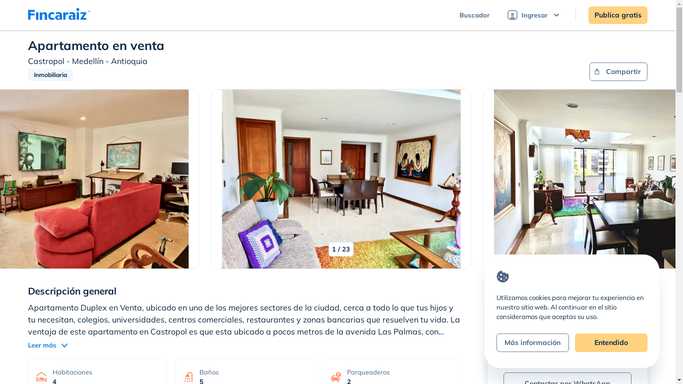 Fincaraiz
Buscador
Ingresar
Publica gratis
Apartamento en venta
Castropol - Medellín - Antioquia
Inmobiliaria
Compartir
1 / 23
Descripción general
Apartamento Duplex en Venta, ubicado en uno de los mejores sectores de la ciudad, cerca a todo lo que tus hijos y
tu necesitan, colegios, universidades, centros comerciales, restaurantes y zonas bancarias que resuelven tu vida. La
ventaja de este apartamento en Castropol es que esta ubicado a pocos metros de la avenida Las Palmas, con...
Leer más
Habitaciones
4
Baños
5
Parqueaderos
2
Utilizamos cookies para mejorar tu experiencia en
nuestro sitio web. Al continuar en el sitio
consideramos que aceptas su uso.
Más información
Entendido
Contactar por WhatsApp